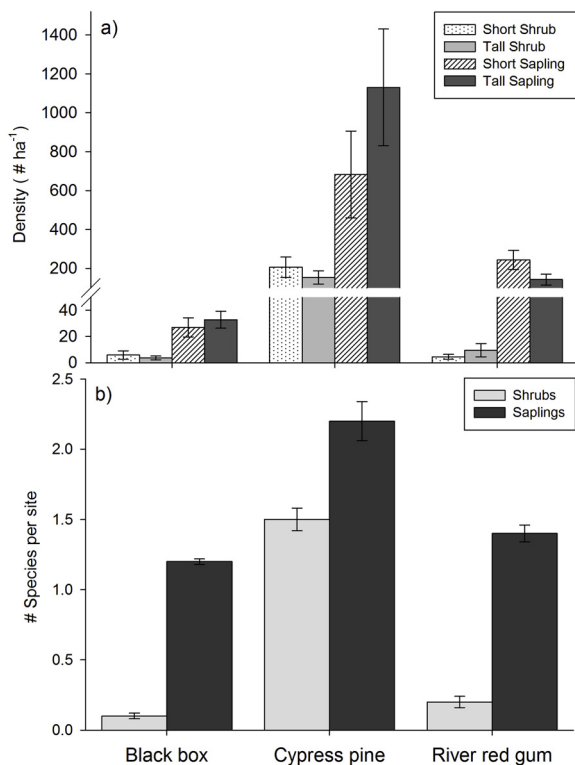 a)
Short Shrub
Tall Shrub
Short Sapling
Tall Sapling
Density ( # ha⁻¹)
1400
1200
1000
800
600
400
200
40
20
0
b)
Shrubs
Saplings
# Species per site
2.5
2.0
1.5
1.0
0.5
0.0
Black box Cypress pine River red gum